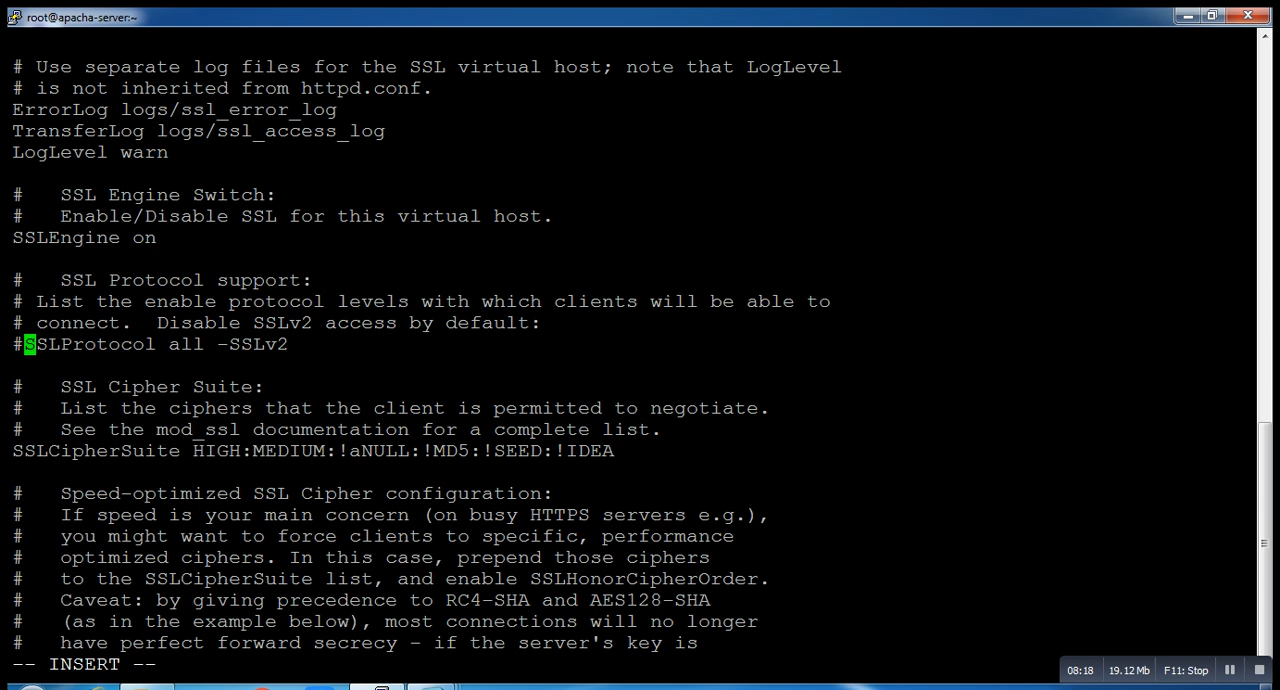 root@apacha-server:~
# Use separate log files for the SSL virtual host; note that LogLevel
# is not inherited from httpd.conf.
ErrorLog logs/ssl_error_log
TransferLog logs/ssl_access_log
LogLevel warn
#   SSL Engine Switch:
#   Enable/Disable SSL for this virtual host.
SSLEngine on
#   SSL Protocol support:
# List the enable protocol levels with which clients will be able to
# connect.  Disable SSLv2 access by default:
#SSLProtocol all -SSLv2
#   SSL Cipher Suite:
#   List the ciphers that the client is permitted to negotiate.
#   See the mod_ssl documentation for a complete list.
SSLCipherSuite HIGH:MEDIUM:!aNULL:!MD5:!SEED:!IDEA
#   Speed-optimized SSL Cipher configuration:
#   If speed is your main concern (on busy HTTPS servers e.g.),
#   you might want to force clients to specific, performance
#   optimized ciphers. In this case, prepend those ciphers
#   to the SSLCipherSuite list, and enable SSLHonorCipherOrder.
#   Caveat: by giving precedence to RC4-SHA and AES128-SHA
#   (as in the example below), most connections will no longer
#   have perfect forward secrecy - if the server's key is
-- INSERT --
08:18 19.12 Mb F11: Stop